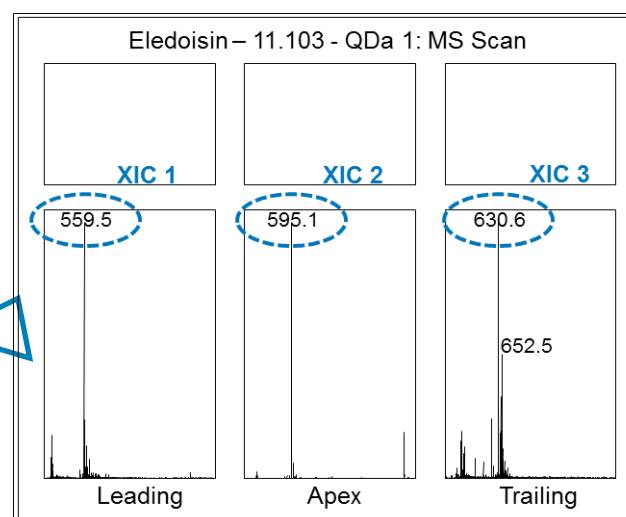 Eledoisin – 11.103 - QDa 1: MS Scan
XIC 1 XIC 2 XIC 3
559.5 595.1 630.6
652.5
Leading Apex Trailing